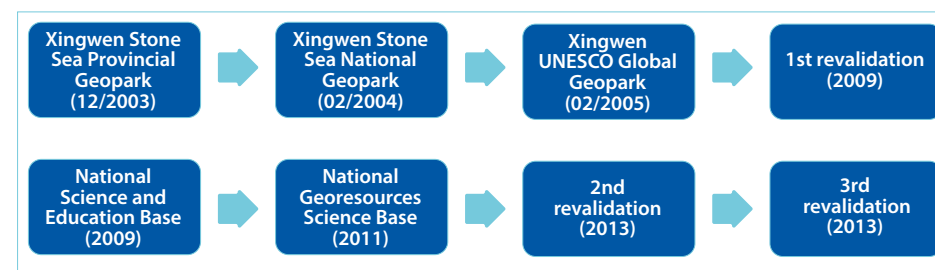 Xingwen Stone
Sea Provincial
Geopark
(12/2003)
Xingwen Stone
Sea National
Geopark
(02/2004)
Xingwen
UNESCO Global
Geopark
(02/2005)
1st revalidation
(2009)
National
Science and
Education Base
(2009)
National
Georesources
Science Base
(2011)
2nd
revalidation
(2013)
3rd
revalidation
(2013)